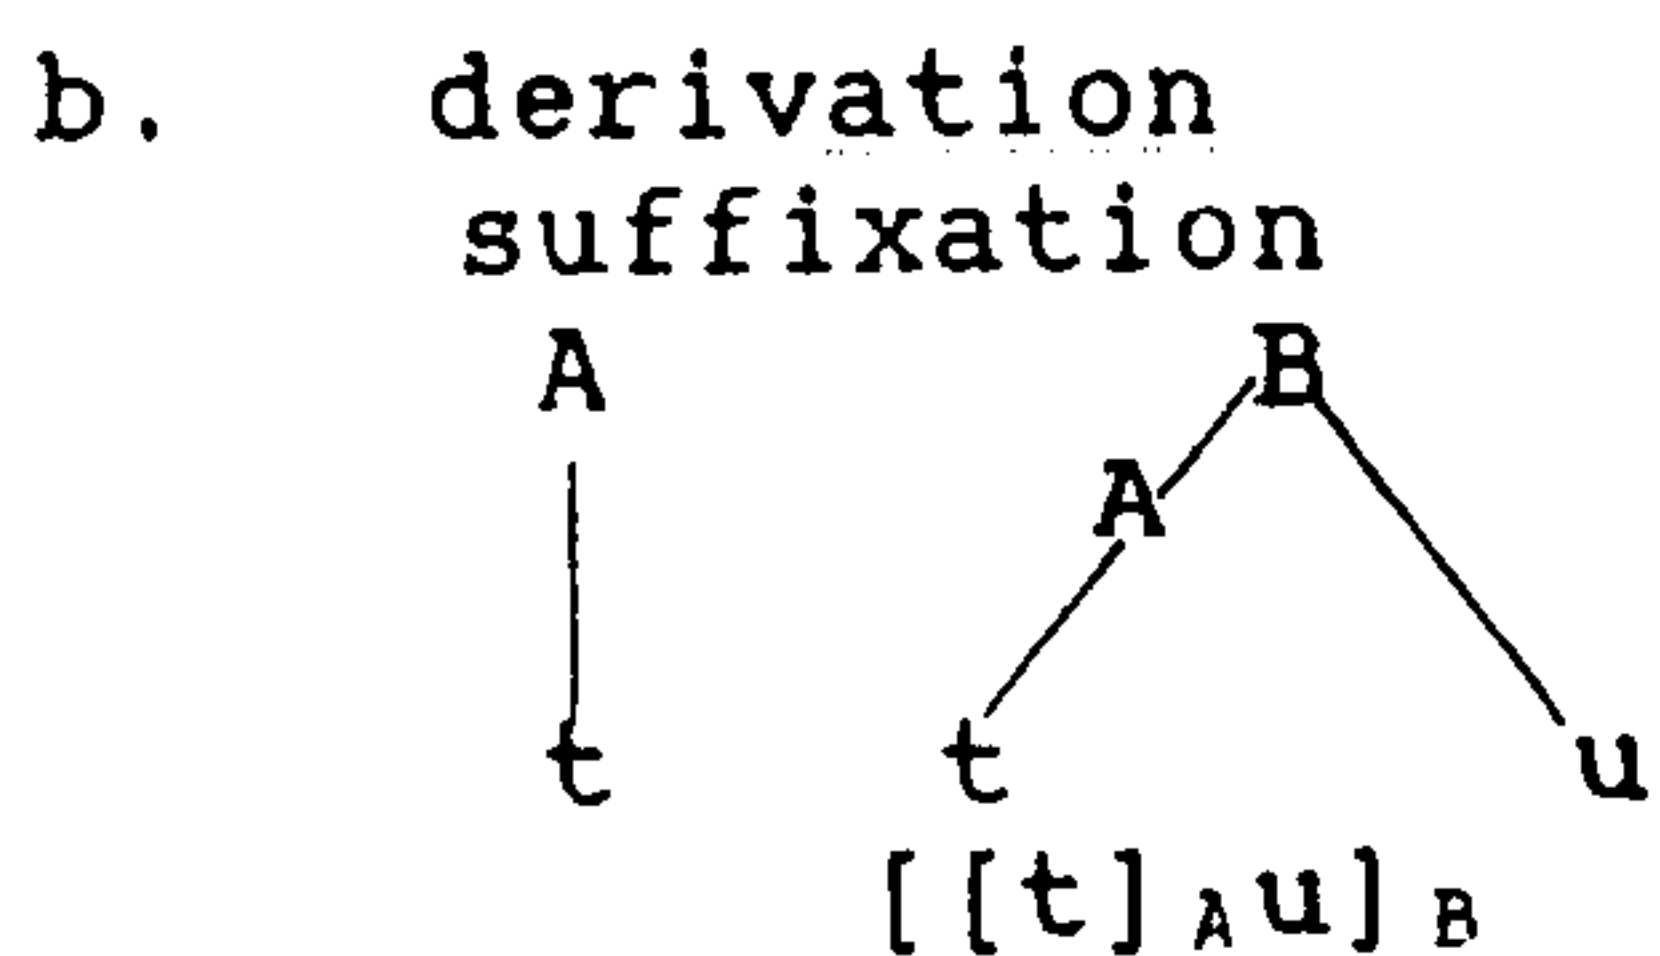 b. derivation
suffixation
A B
A
t t u
[[t]Au]B